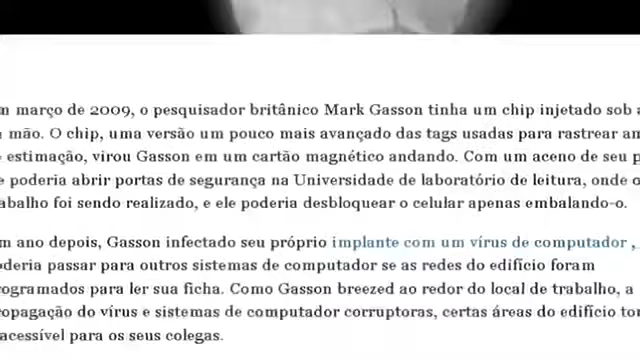 m março de 2009, o pesquisador britânico Mark Gasson tinha um chip injetado sob a
mão. O chip, uma versão um pouco mais avançado das tags usadas para rastrear an
estimação, virou Gasson em um cartão magnético andando. Com um aceno de seu p
e poderia abrir portas de segurança na Universidade de laboratório de leitura, onde o
abalho foi sendo realizado, e ele poderia desbloquear o celular apenas embalando-o.
m ano depois, Gasson infectado seu próprio implante com um vírus de computador ,
oderia passar para outros sistemas de computador se as redes do edifício foram
rogramados para ler sua ficha. Como Gasson breezed ao redor do local de trabalho, a
ropagação do vírus e sistemas de computador corruptoras, certas áreas do edifício tor
acessível para os seus colegas.